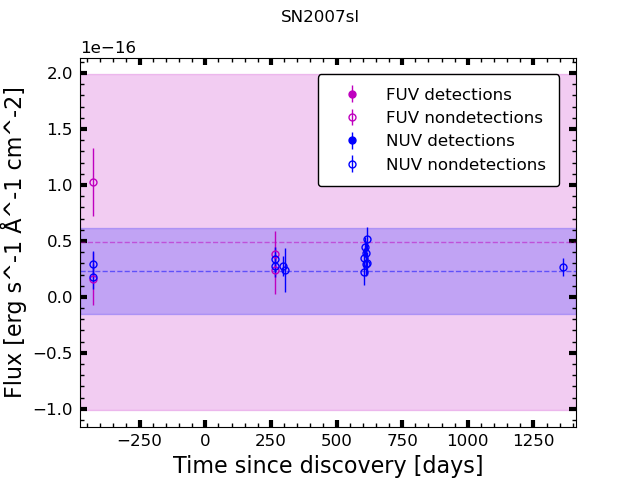 SN2007sl
1e−16
FUV detections
FUV nondetections
NUV detections
NUV nondetections
2.0
1.5
1.0
0.5
0.0
−0.5
−1.0
Flux [erg s^-1 Å^-1 cm^-2]
−250 0 250 500 750 1000 1250
Time since discovery [days]